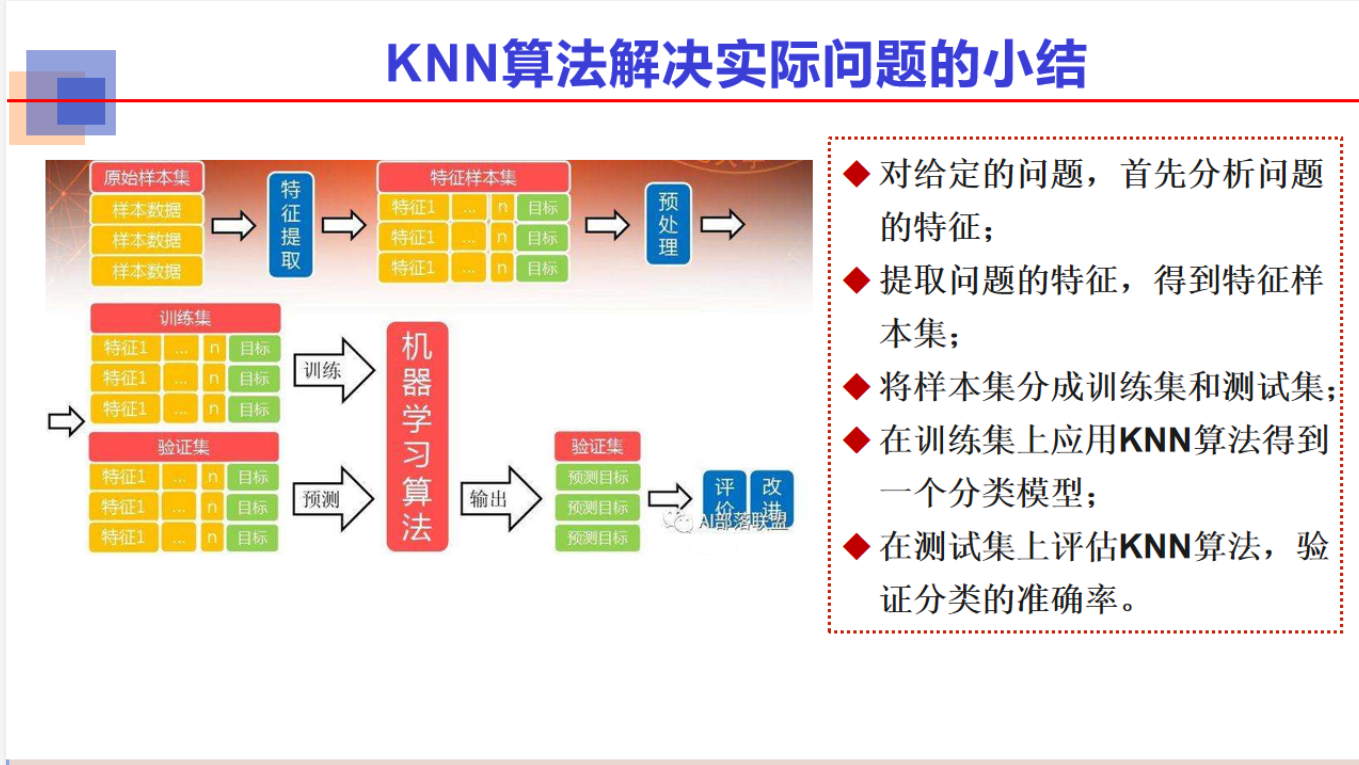 KNN算法解决实际问题的小结
原始样本集
样本数据
样本数据
样本数据
特征提取
特征样本集
特征1 ... n 目标
特征1 ... n 目标
特征1 ... n 目标
预处理
训练集
特征1 ... n 目标
特征1 ... n 目标
特征1 ... n 目标
训练
验证集
特征1 ... n 目标
特征1 ... n 目标
特征1 ... n 目标
预测
机器学习算法
输出
验证集
预测目标
预测目标
预测目标
评价
改进
AI部落联盟
对给定的问题，首先分析问题
的特征；
提取问题的特征，得到特征样
本集；
将样本集分成训练集和测试集；
在训练集上应用KNN算法得到
一个分类模型；
在测试集上评估KNN算法，验
证分类的准确率。